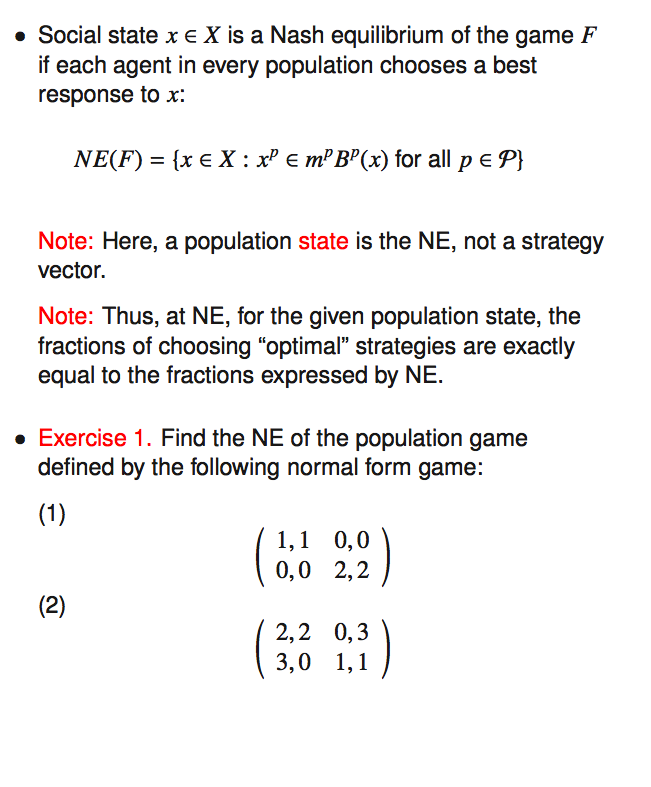 • Social state x ∈ X is a Nash equilibrium of the game F
if each agent in every population chooses a best
response to x:
NE(F) = {x ∈ X : xᵖ ∈ mᵖBᵖ(x) for all p ∈ 𝒫}
Note: Here, a population state is the NE, not a strategy
vector.
Note: Thus, at NE, for the given population state, the
fractions of choosing “optimal” strategies are exactly
equal to the fractions expressed by NE.
• Exercise 1. Find the NE of the population game
defined by the following normal form game:
(1)
( 1, 1 0, 0
0, 0 2, 2 )
(2)
( 2, 2 0, 3
3, 0 1, 1 )